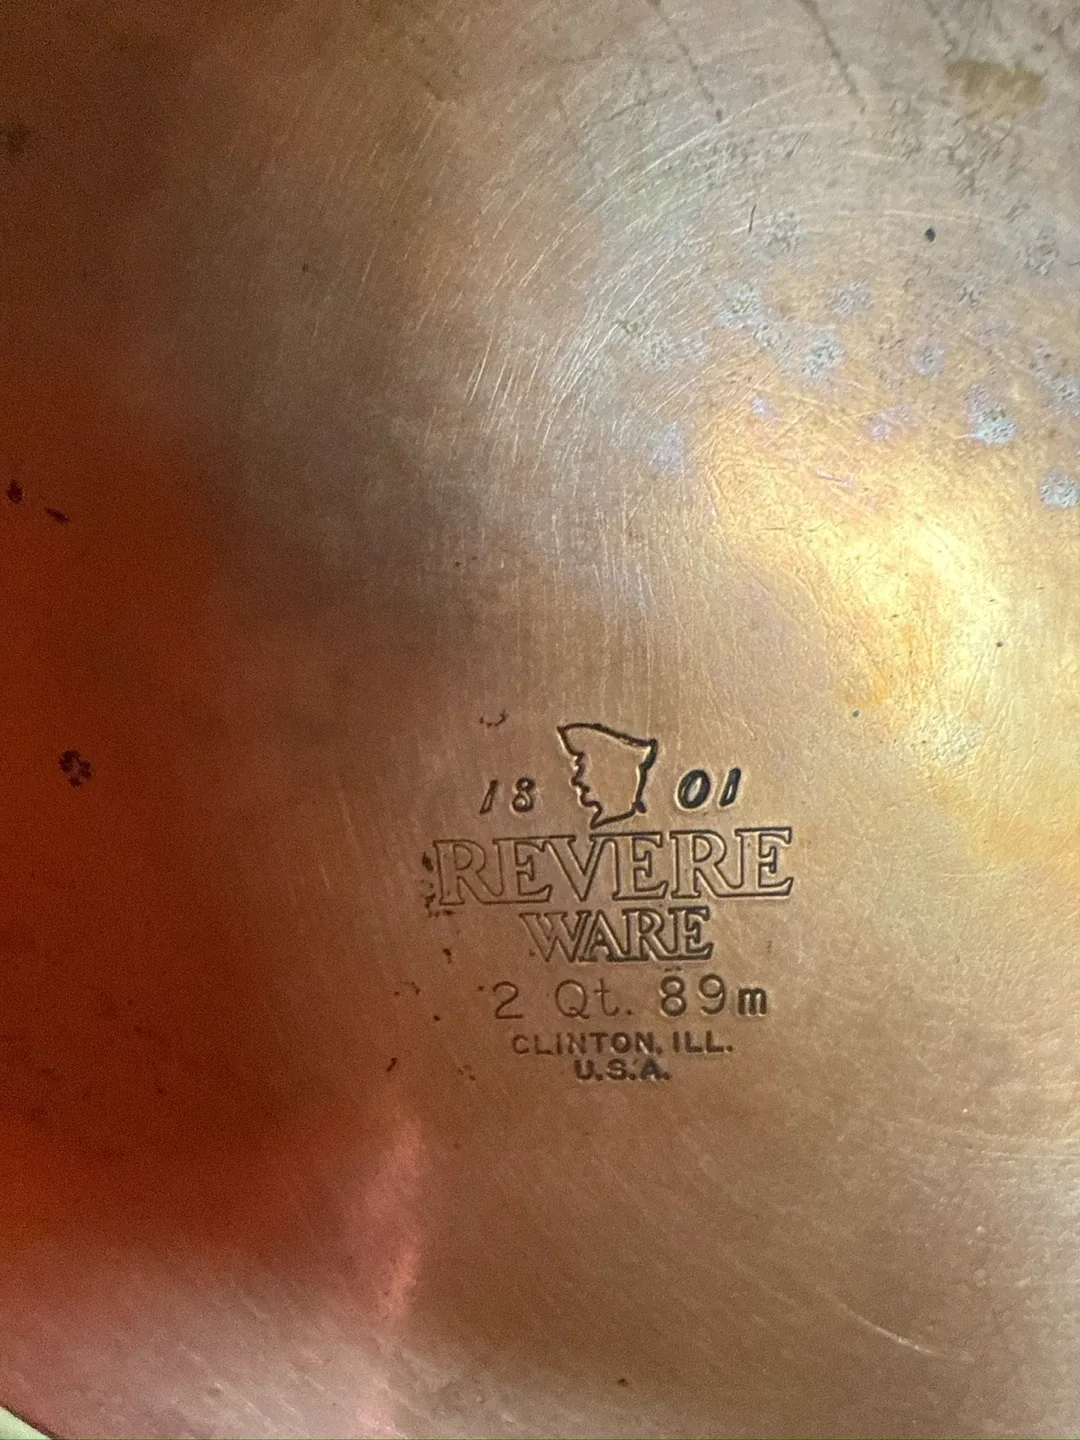 18 01
REVERE
WARE
2 Qt. 89m
CLINTON, ILL.
U.S.A.